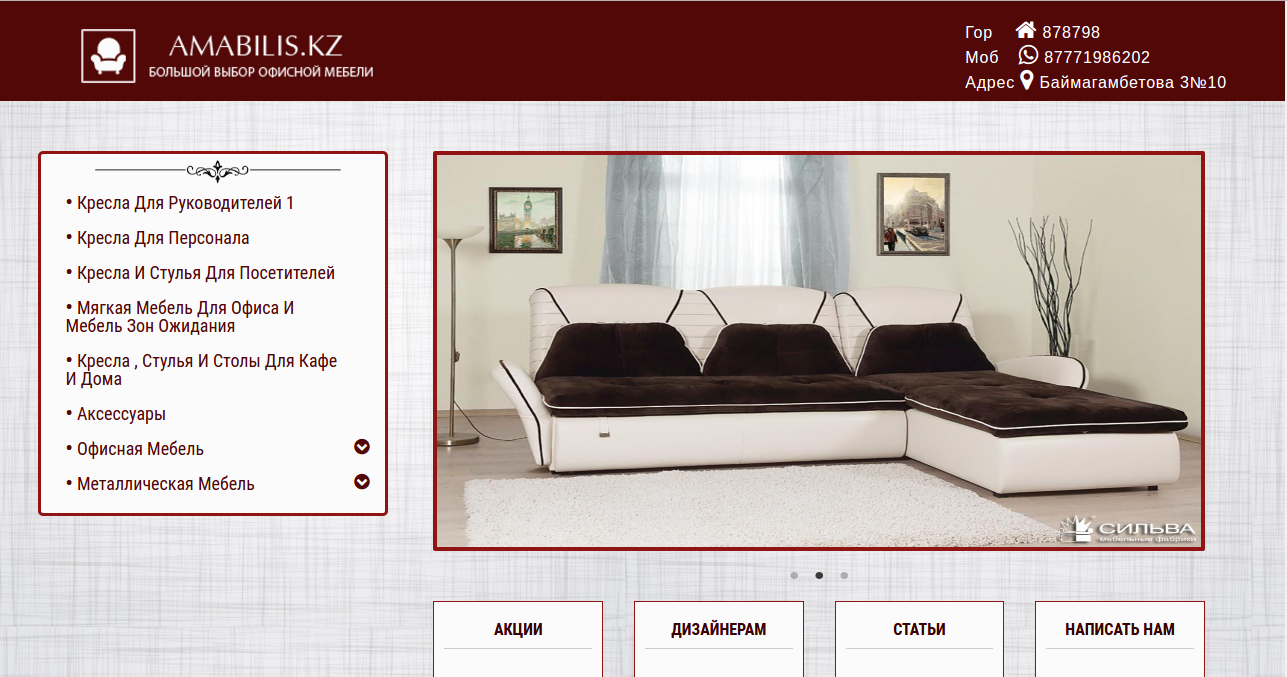 AMABILIS.KZ
БОЛЬШОЙ ВЫБОР ОФИСНОЙ МЕБЕЛИ
Гор 878798
Моб 87771986202
Адрес Баймагамбетова 3№10
• Кресла Для Руководителей 1
• Кресла Для Персонала
• Кресла И Стулья Для Посетителей
• Мягкая Мебель Для Офиса И
Мебель Зон Ожидания
• Кресла , Стулья И Столы Для Кафе
И Дома
• Аксессуары
• Офисная Мебель
• Металлическая Мебель
СИЛЬВА
мебельные фабрики
АКЦИИ
ДИЗАЙНЕРАМ
СТАТЬИ
НАПИСАТЬ НАМ